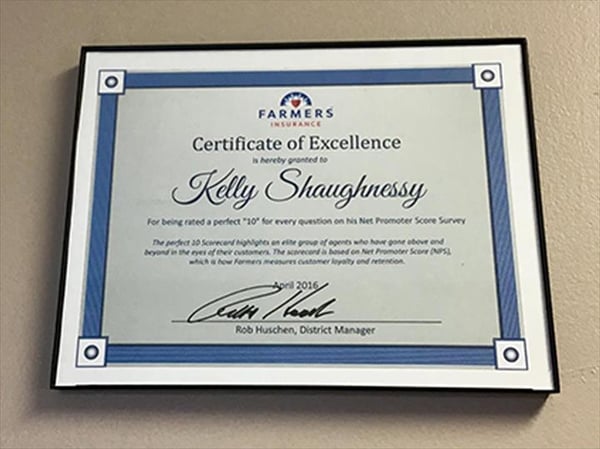 FARMERS
INSURANCE
Certificate of Excellence
is hereby granted to
Kelly Shaughnessy
For being rated a perfect "10" for every question on his Net Promoter Score Survey
The perfect 10 Scorecard highlights an elite group of agents who have gone above and
beyond in the eyes of their customers. The scorecard is based on Net Promoter Score (NPS),
which is how Farmers measures customer loyalty and retention.
April 2016
Rob Huschen, District Manager